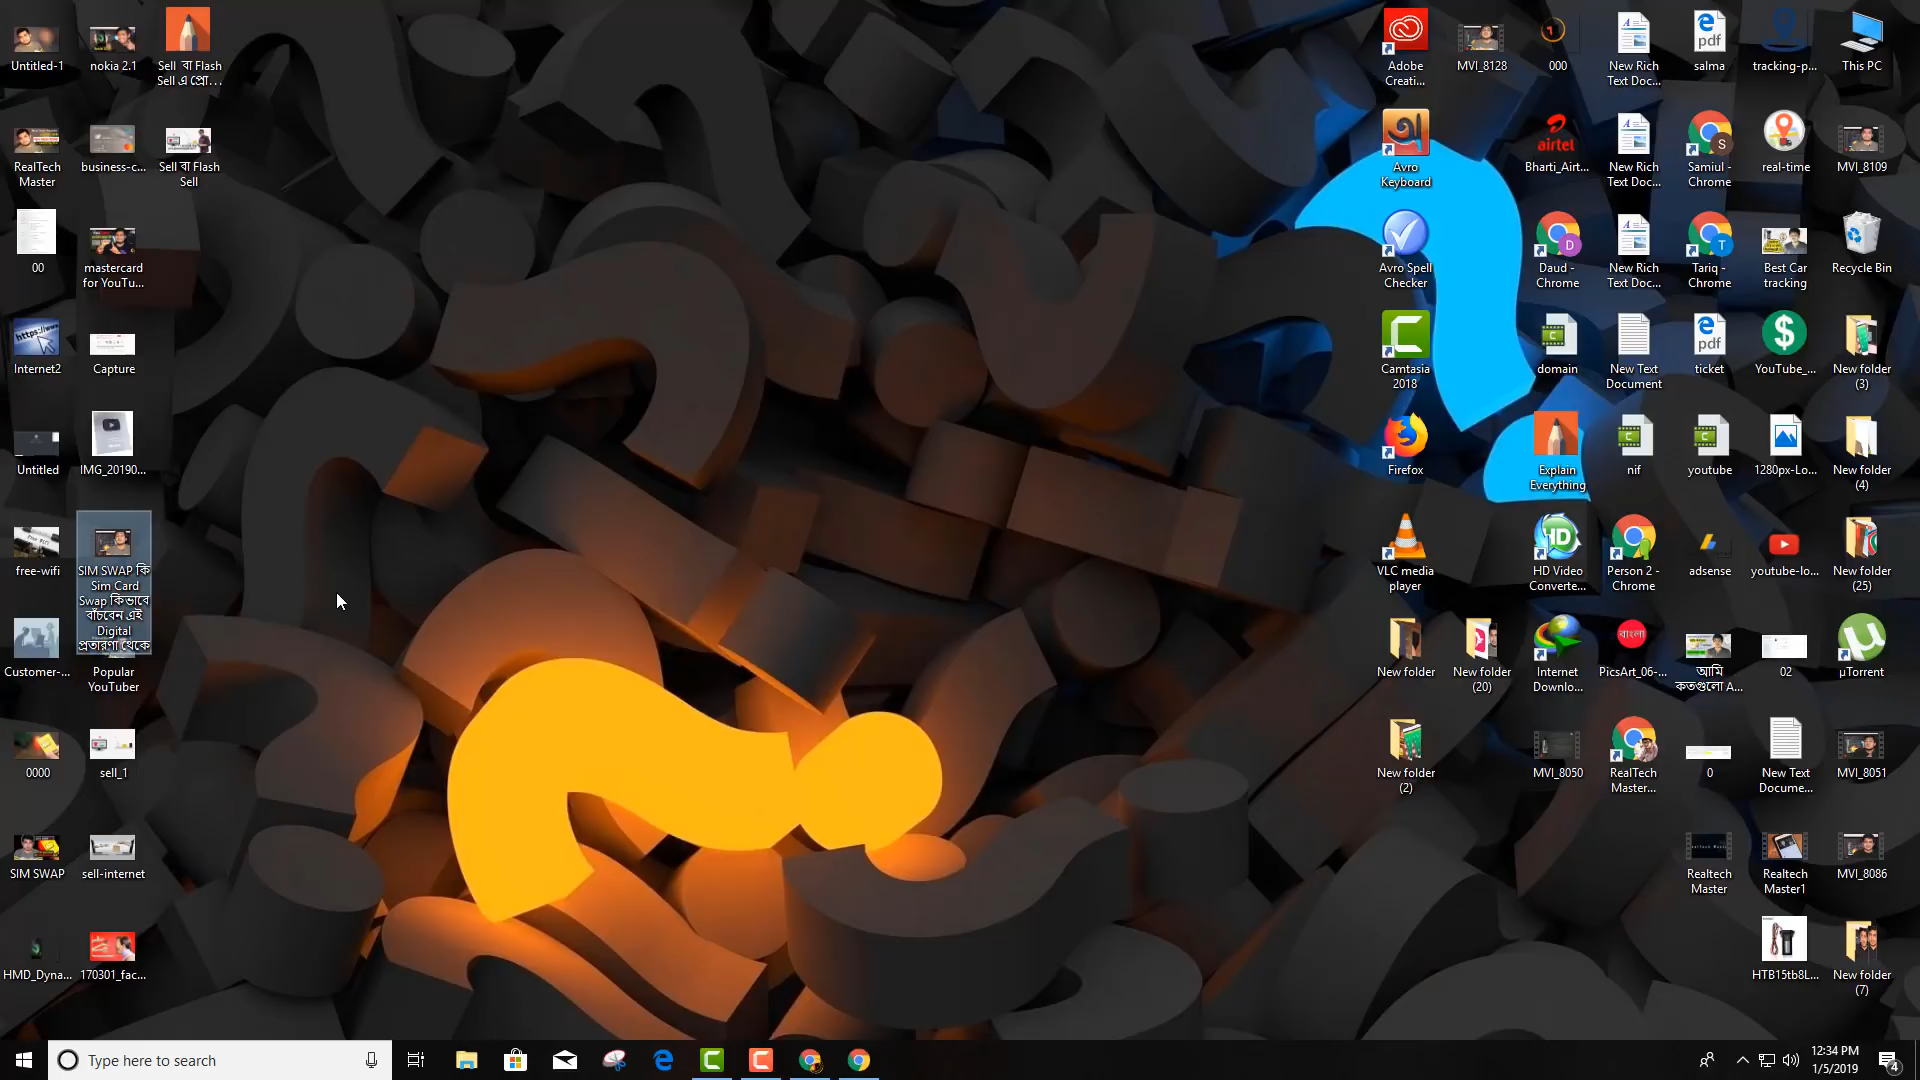 Untitled-1
nokia 2.1
Sell বা Flash
Sell এ প্রো...
RealTech
Master
business-c...
Sell বা Flash
Sell
00
mastercard
for YouTu...
Internet2
Capture
Untitled
IMG_20190...
free-wifi
SIM SWAP কি
Sim Card
Swap কিভাবে
বাঁচবেন এই
Digital
প্রতারণা থেকে
Customer-...
Popular
YouTuber
0000
sell_1
SIM SWAP
sell-internet
HMD_Dyna...
170301_fac...
Adobe
Creati...
MVI_8128
000
New Rich
Text Doc...
salma
tracking-p...
This PC
Avro
Keyboard
airtel
Bharti_Airt...
New Rich
Text Doc...
Samiul -
Chrome
real-time
MVI_8109
Avro Spell
Checker
Daud -
Chrome
New Rich
Text Doc...
Tariq -
Chrome
Best Car
tracking
Recycle Bin
Camtasia
2018
domain
New Text
Document
pdf
ticket
YouTube_...
New folder
(3)
Firefox
Explain
Everything
nif
youtube
1280px-Lo...
New folder
(4)
VLC media
player
HD Video
Converte...
Person 2 -
Chrome
adsense
youtube-lo...
New folder
(25)
New folder
New folder
(20)
Internet
Downlo...
বাংলা
PicsArt_06-...
আমি
কতগুলো A...
02
µTorrent
New folder
(2)
MVI_8050
RealTech
Master...
0
New Text
Docume...
MVI_8051
Realtech
Master
Realtech
Master1
MVI_8086
HTB15tb8L...
New folder
(7)
Type here to search
12:34 PM
1/5/2019
4